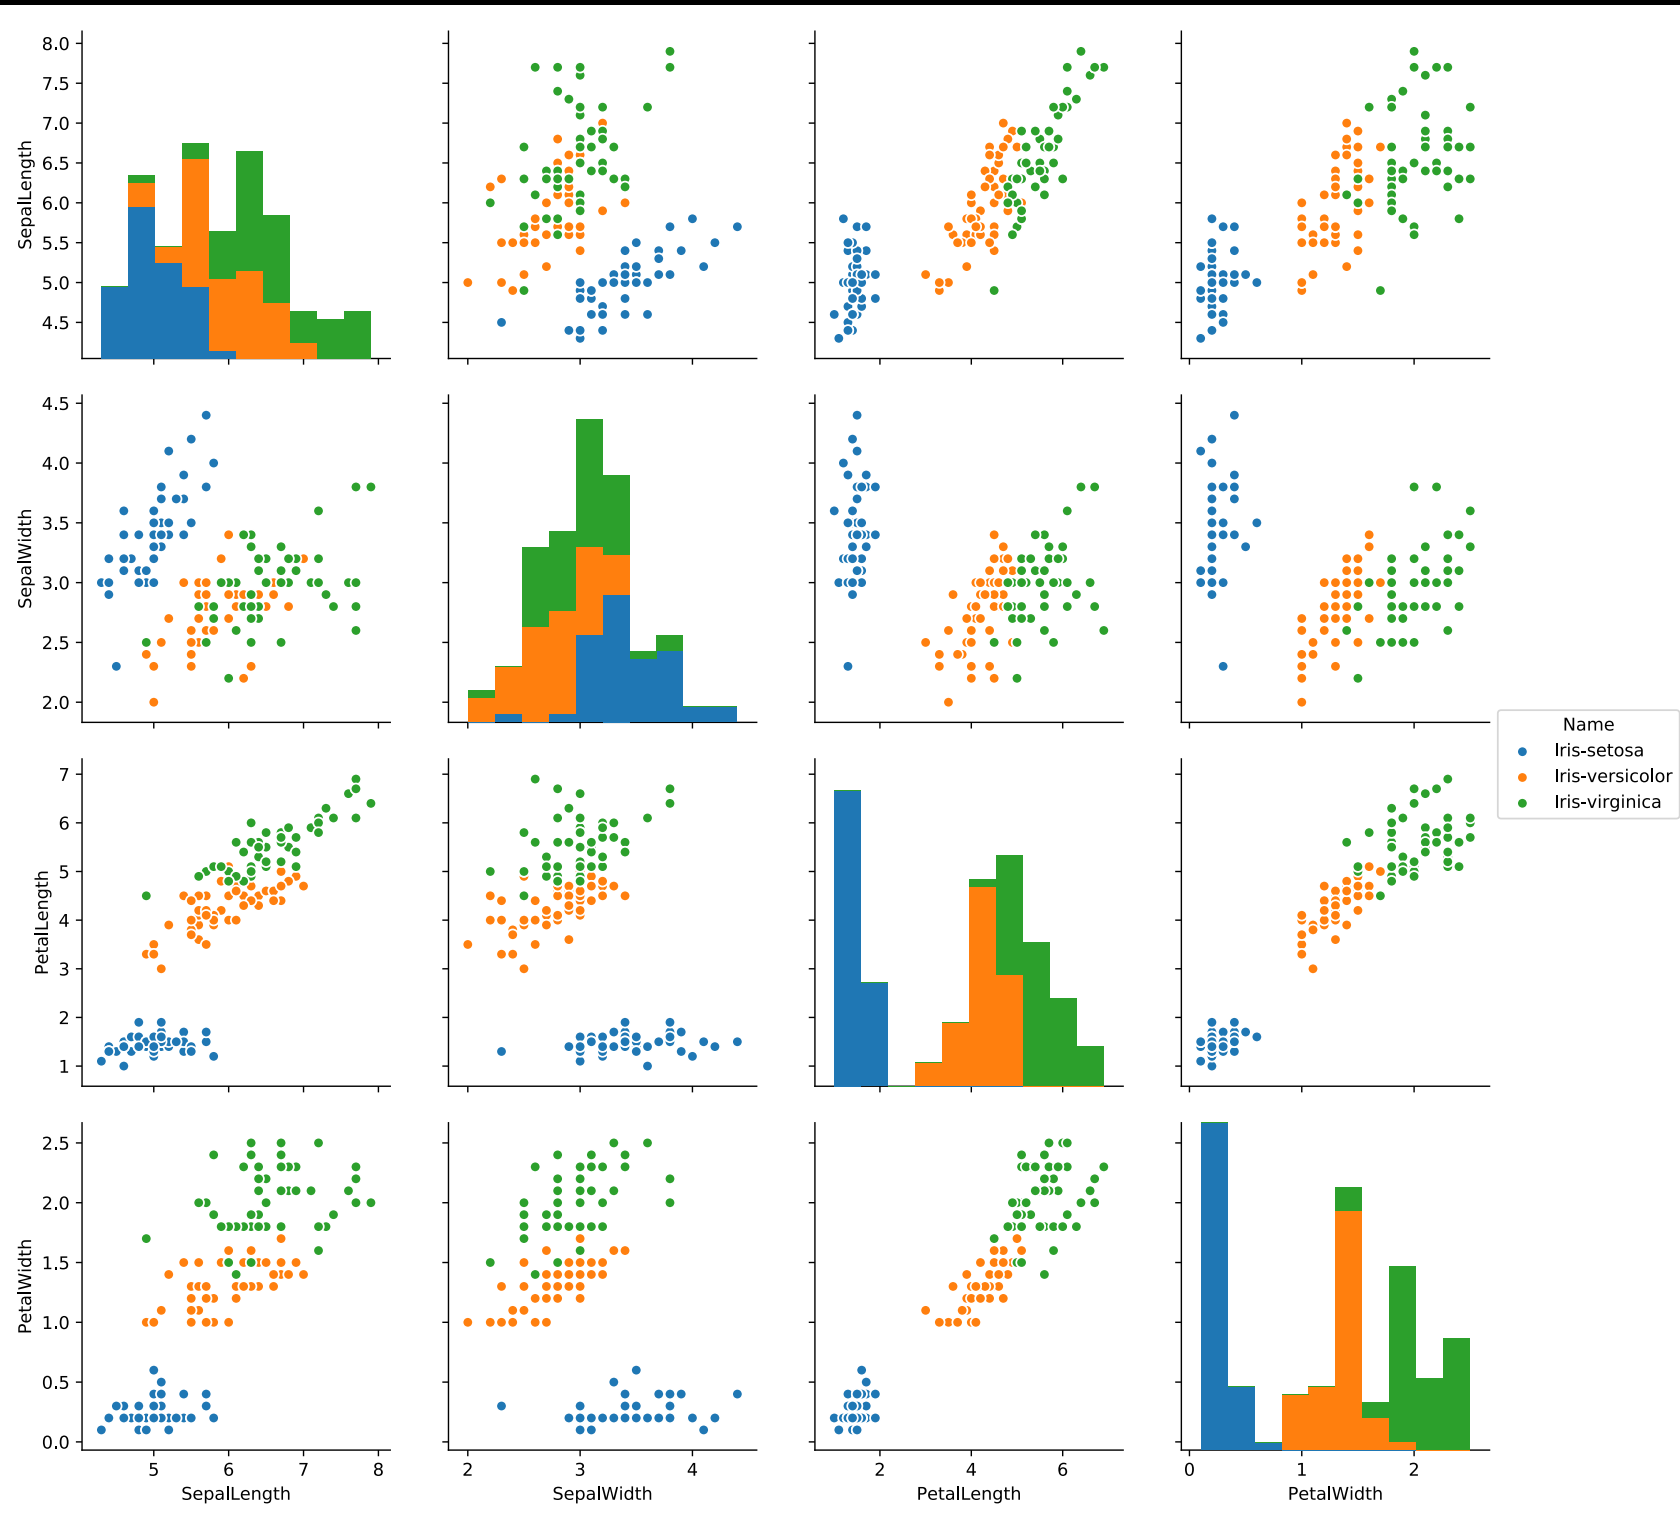 8.0
7.5
7.0
6.5
6.0
5.5
5.0
4.5
SepalLength
4.5
4.0
3.5
3.0
2.5
2.0
SepalWidth
Name
Iris-setosa
Iris-versicolor
Iris-virginica
7
6
5
4
3
2
1
PetalLength
2.5
2.0
1.5
1.0
0.5
0.0
PetalWidth
5 6 7 8
2 3 4
2 4 6
0 1 2
SepalLength
SepalWidth
PetalLength
PetalWidth